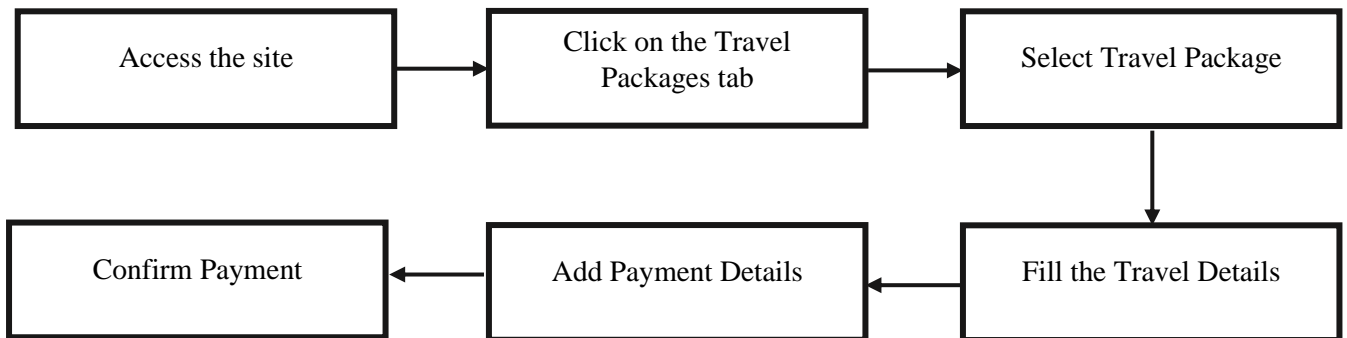 Access the site
Click on the Travel
Packages tab
Select Travel Package
Fill the Travel Details
Add Payment Details
Confirm Payment